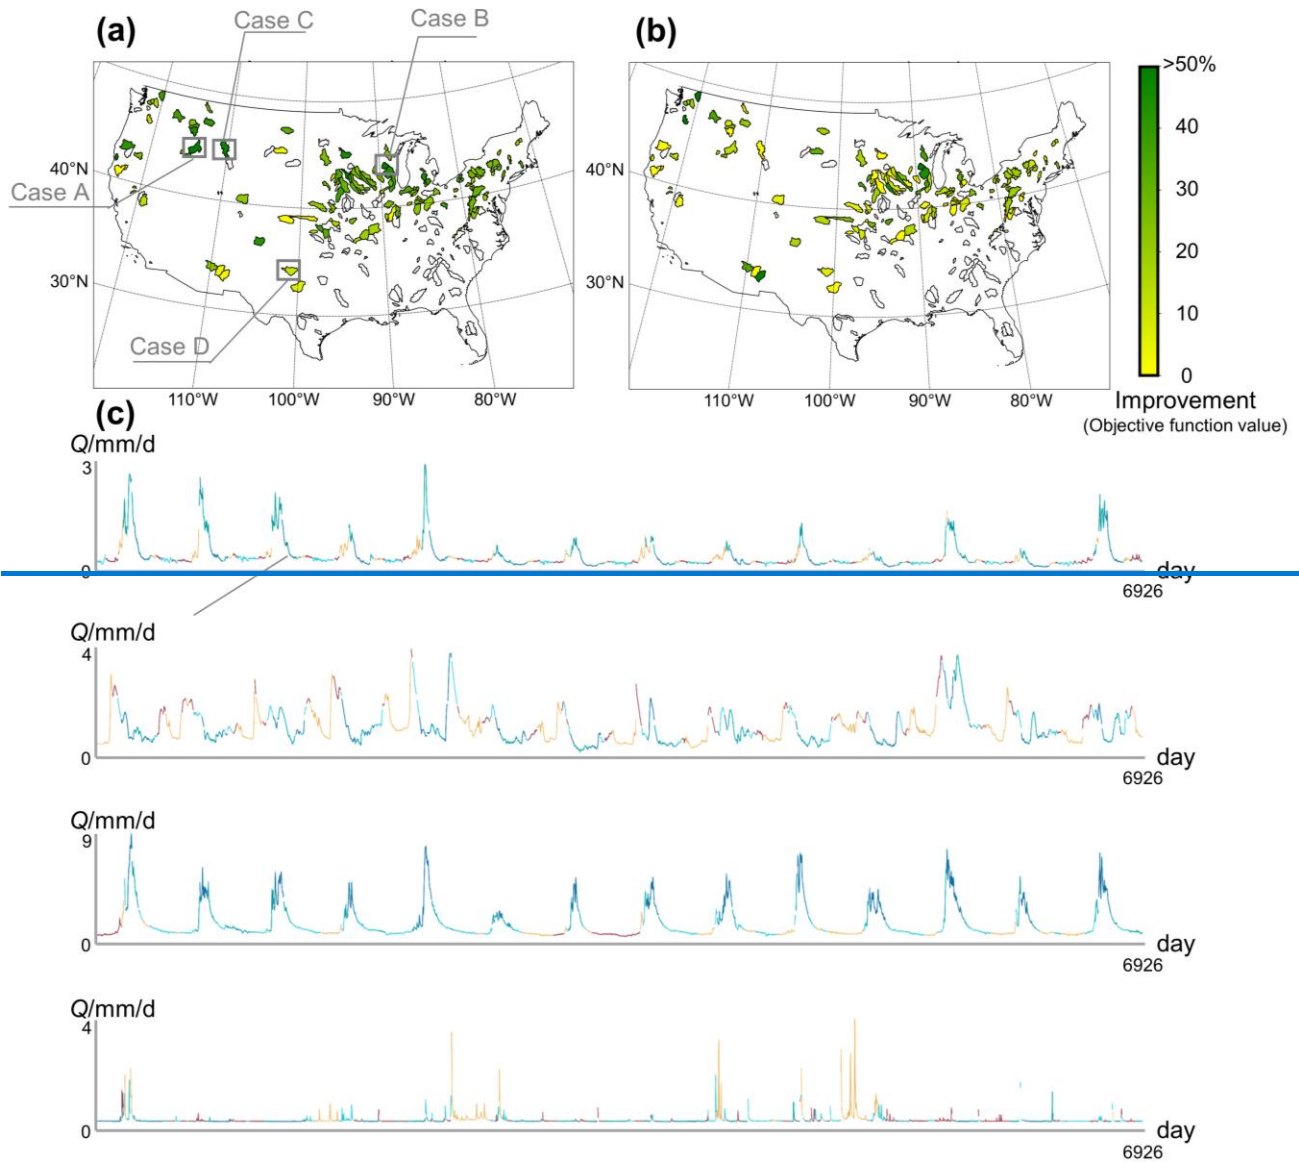 (a)
Case C
Case B
(b)
>50%
40
30
20
10
0
Improvement
(Objective function value)
40°N
Case A
30°N
Case D
110°W 100°W 90°W 80°W
40°N
30°N
110°W 100°W 90°W 80°W
(c)
Q/mm/d
3
0
day
6926
Q/mm/d
4
0
day
6926
Q/mm/d
9
0
day
6926
Q/mm/d
4
0
day
6926